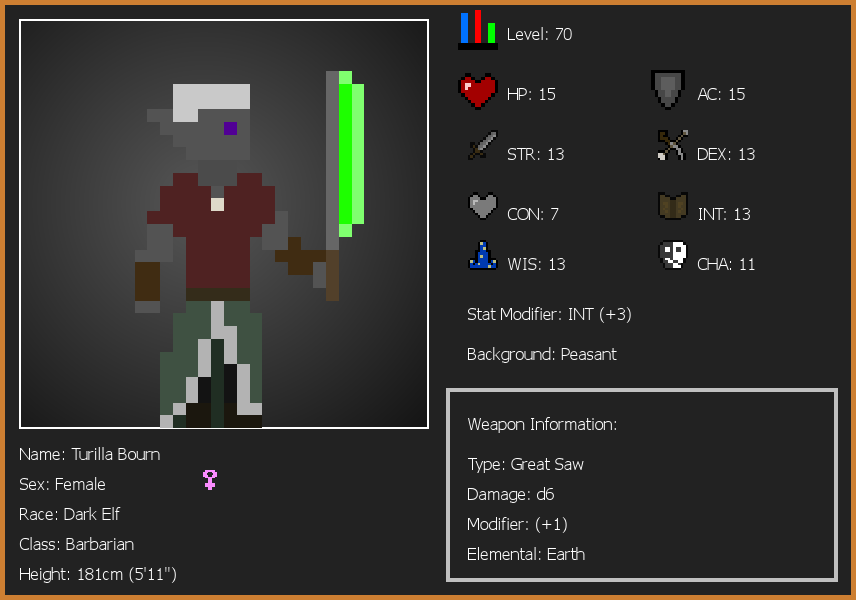 Level: 70
HP: 15
AC: 15
STR: 13
DEX: 13
CON: 7
INT: 13
WIS: 13
CHA: 11
Stat Modifier: INT (+3)
Background: Peasant
Weapon Information:
Type: Great Saw
Damage: d6
Modifier: (+1)
Elemental: Earth
Name: Turilla Bourn
Sex: Female
Race: Dark Elf
Class: Barbarian
Height: 181cm (5'11")